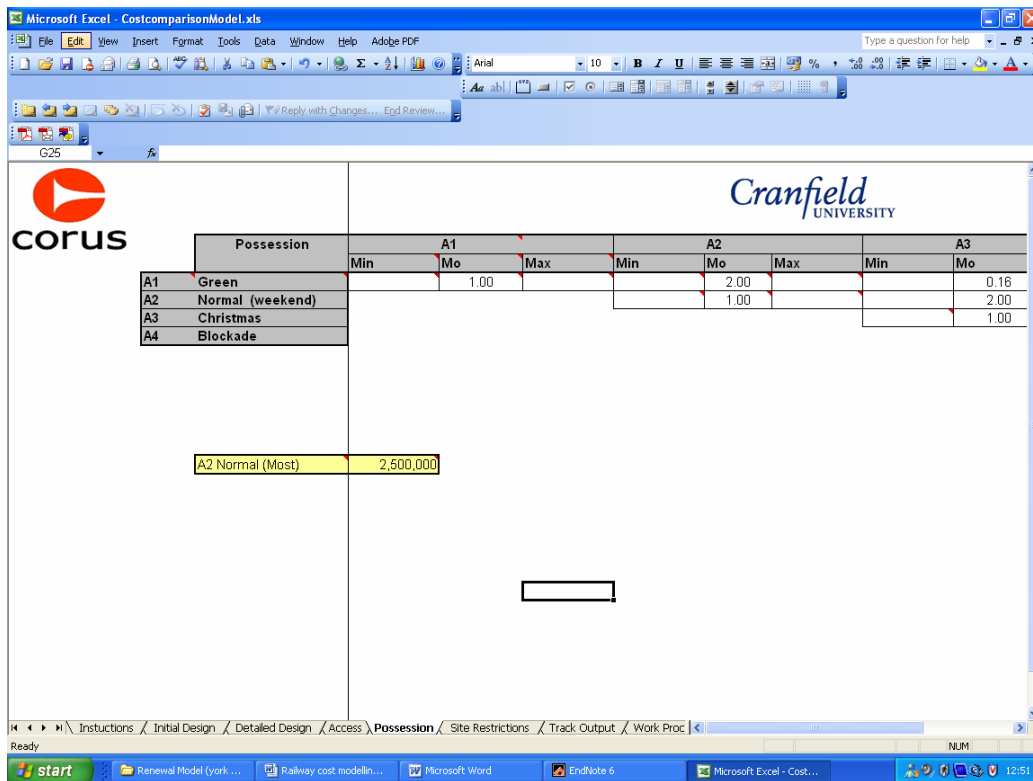 Microsoft Excel - CostcomparisonModel.xls
File Edit View Insert Format Tools Data Window Help Adobe PDF
Type a question for help
Arial 10 B I U
Reply with Changes... End Review...
G25 fx
corus
Cranfield
UNIVERSITY
Possession A1 A2 A3
Min Mo Max Min Mo Max Min Mo
A1 Green 1.00 2.00 0.16
A2 Normal (weekend) 1.00 2.00
A3 Christmas 1.00
A4 Blockade
A2 Normal (Most) 2,500,000
Instuctions / Initial Design / Detailed Design / Access \ Possession / Site Restrictions / Track Output / Work Proc
Ready NUM
start Renewal Model (york ... Railway cost modellin... Microsoft Word EndNote 6 Microsoft Excel - Cost... 12:51